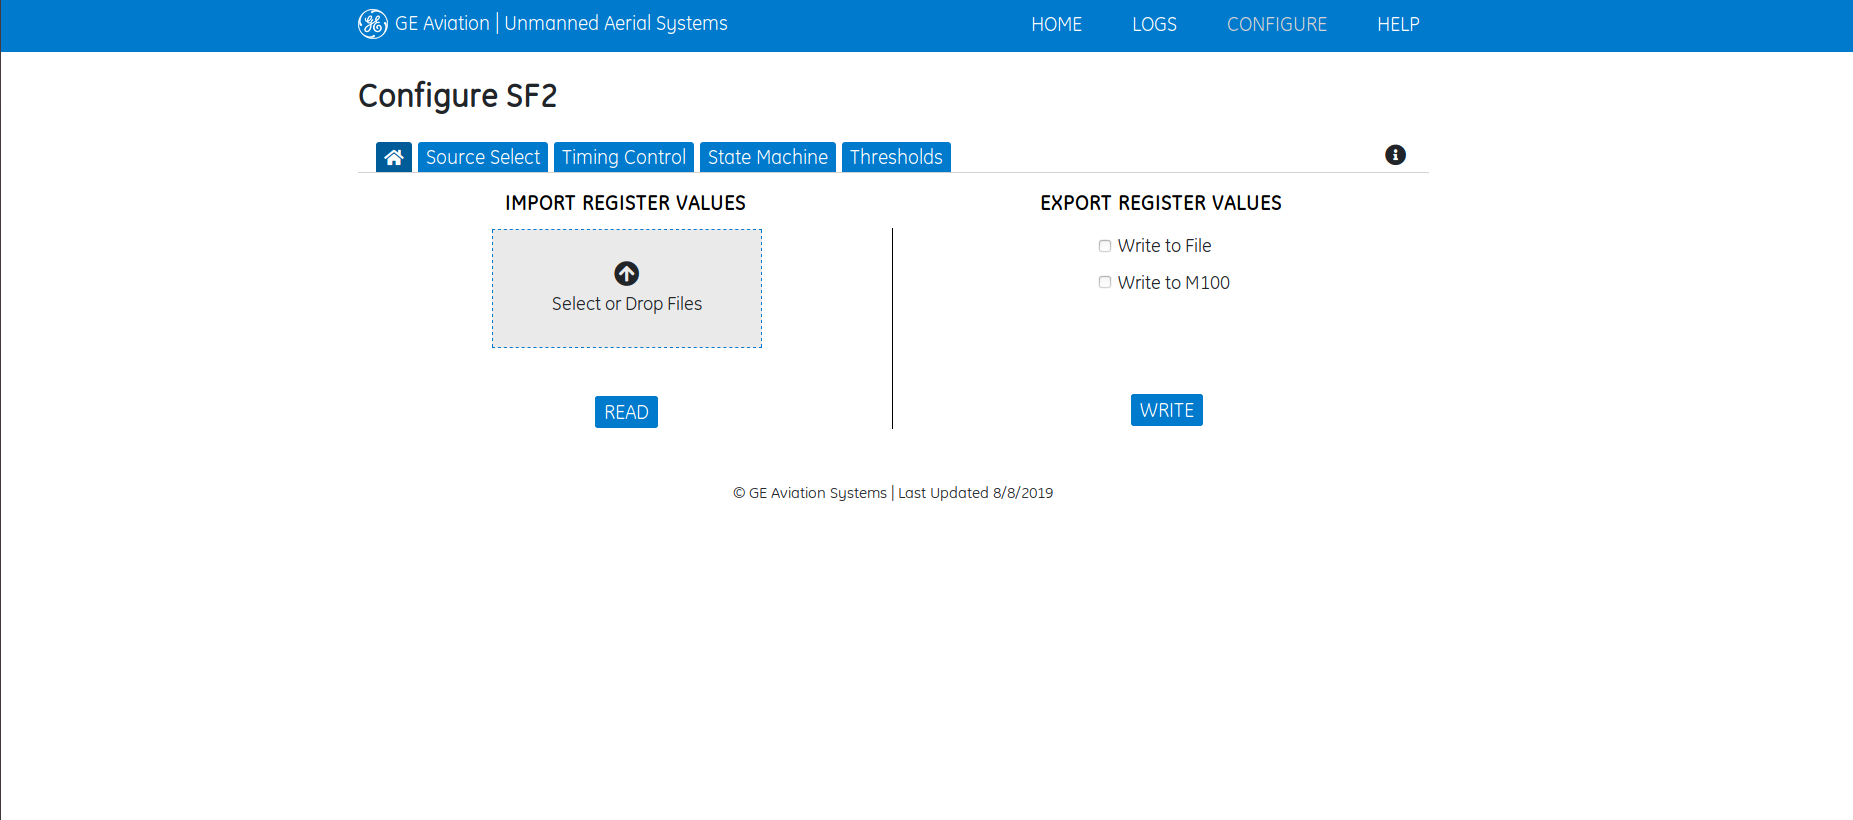 GE Aviation | Unmanned Aerial Systems
HOME
LOGS
CONFIGURE
HELP
Configure SF2
Source Select
Timing Control
State Machine
Thresholds
IMPORT REGISTER VALUES
Select or Drop Files
READ
EXPORT REGISTER VALUES
Write to File
Write to M100
WRITE
© GE Aviation Systems | Last Updated 8/8/2019